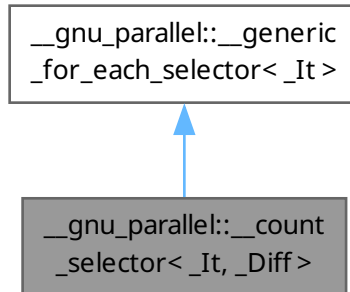 __gnu_parallel::__generic
_for_each_selector< _It >
__gnu_parallel::__count
_selector< _It, _Diff >